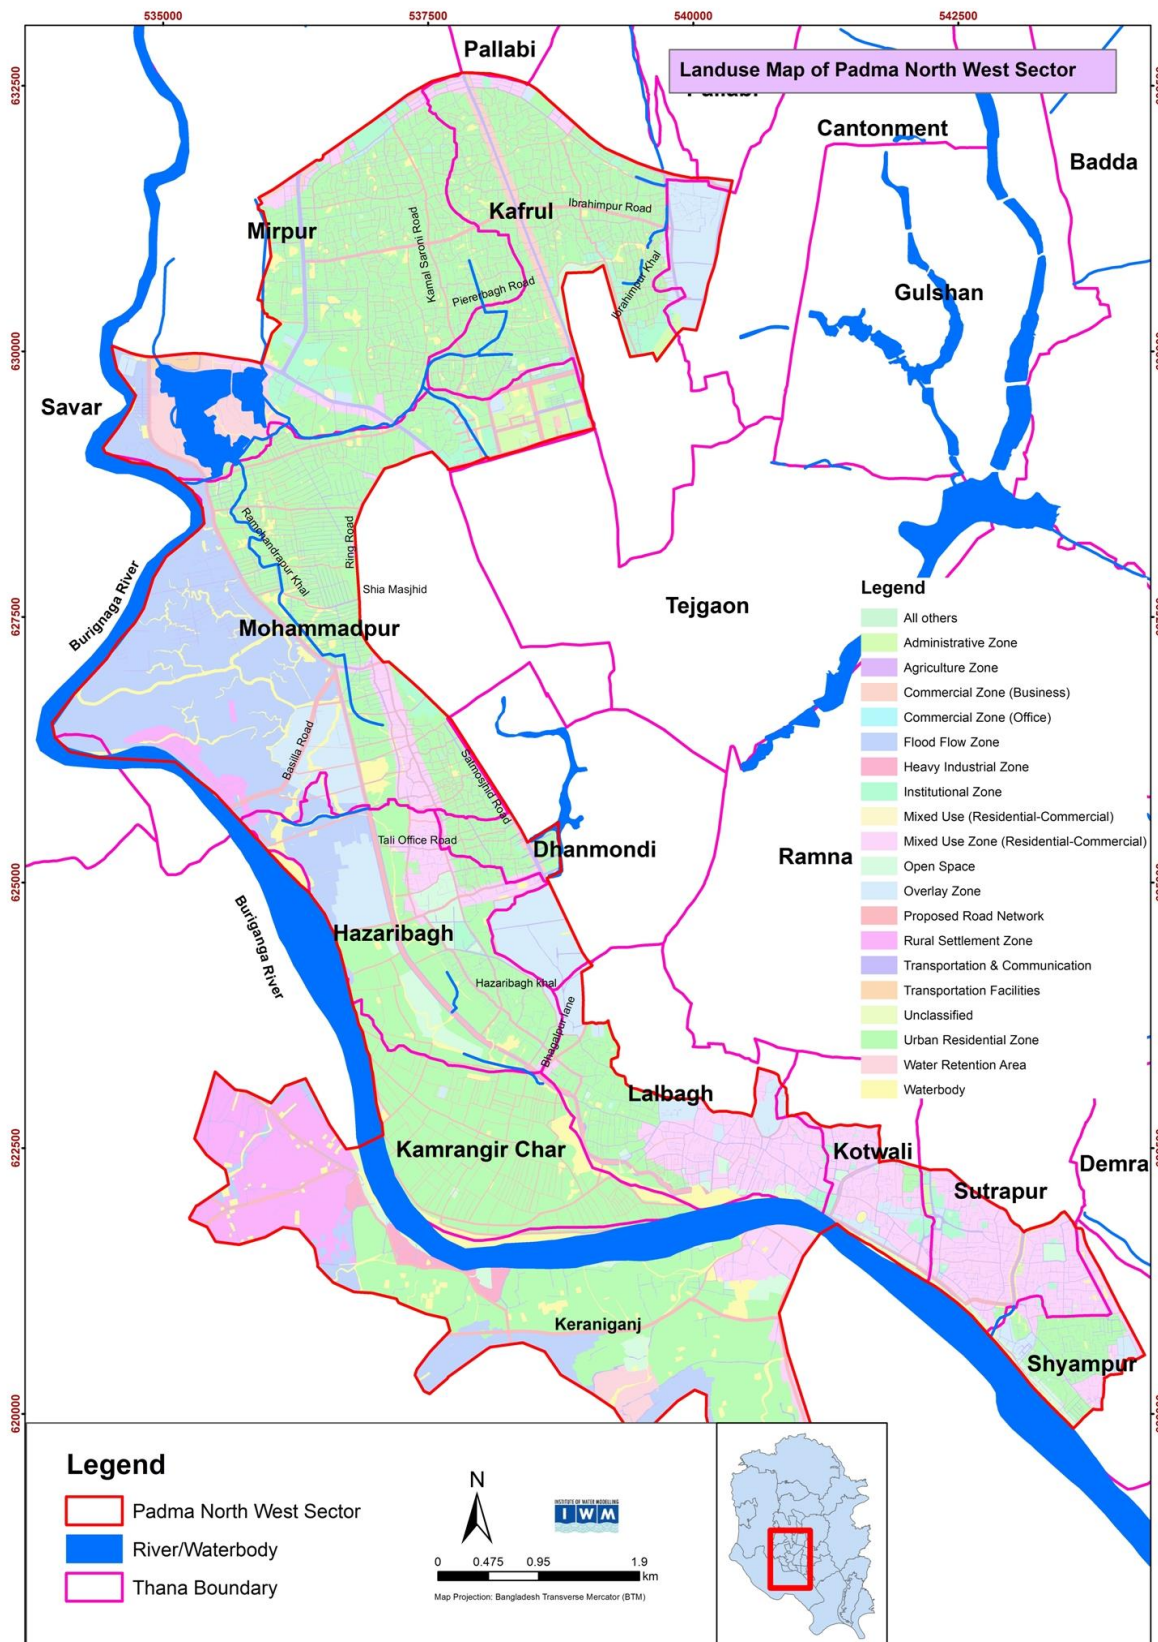 535000
537500
540000
542500
Pallabi
Landuse Map of Padma North West Sector
632500
Cantonment
Badda
Ibrahimpur Road
Kafrul
Mirpur
Kamal Saroni Road
Ibrahimpur Khal
Piererbagh Road
Gulshan
630000
Savar
Ramchandrapur Khal
Ring Road
Shia Masjhid
Burignaga River
627500
Tejgaon
Mohammadpur
Basilla Road
Satmosjhid Road
Tali Office Road
Dhanmondi
Ramna
625000
Buriganga River
Hazaribagh
Hazaribagh khal
Bhagalpur lane
Lalbagh
622500
Kamrangir Char
Kotwali
Demra
Sutrapur
Keraniganj
Shyampur
620000
Legend
All others
Administrative Zone
Agriculture Zone
Commercial Zone (Business)
Commercial Zone (Office)
Flood Flow Zone
Heavy Industrial Zone
Institutional Zone
Mixed Use (Residential-Commercial)
Mixed Use Zone (Residential-Commercial)
Open Space
Overlay Zone
Proposed Road Network
Rural Settlement Zone
Transportation & Communication
Transportation Facilities
Unclassified
Urban Residential Zone
Water Retention Area
Waterbody
Legend
Padma North West Sector
River/Waterbody
Thana Boundary
N
INSTITUTE OF WATER MODELLING
IWM
0 0.475 0.95 1.9
km
Map Projection: Bangladesh Transverse Mercator (BTM)